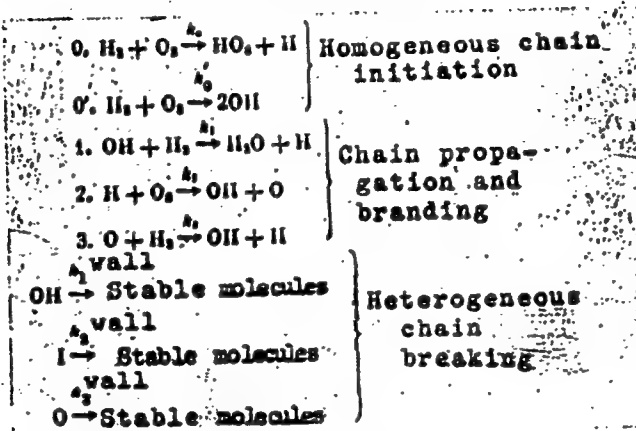 0. H₂ + O₂ →k₀ HO₂ + H
Homogeneous chain
initiation
0'. H₂ + O₂ →k₀' 2OH
1. OH + H₂ →k₁ H₂O + H
Chain propa-
gation and
branding
2. H + O₂ →k₂ OH + O
3. O + H₂ →k₃ OH + H
wall
OH → Stable molecules
Heterogeneous
chain
breaking
wall
I → Stable molecules
wall
O → Stable molecules